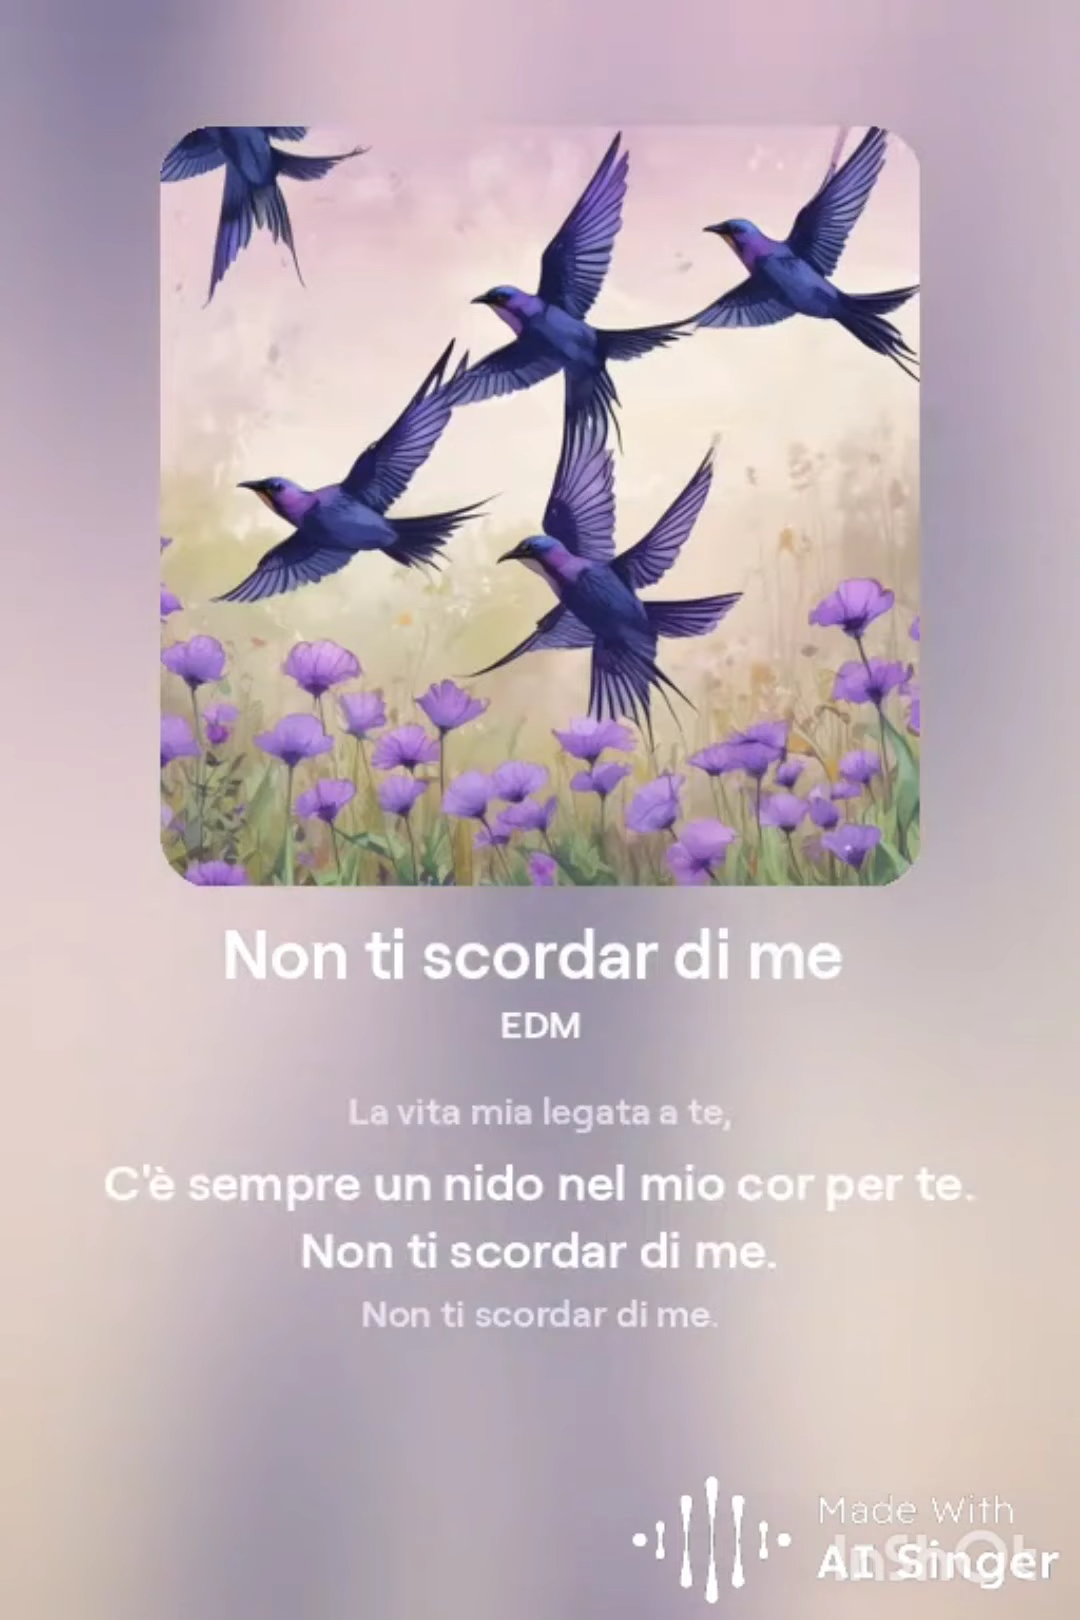 Non ti scordar di me
EDM
La vita mia legata a te,
C'è sempre un nido nel mio cor per te.
Non ti scordar di me.
Non ti scordar di me.
Made With
AI Singer
InShOt